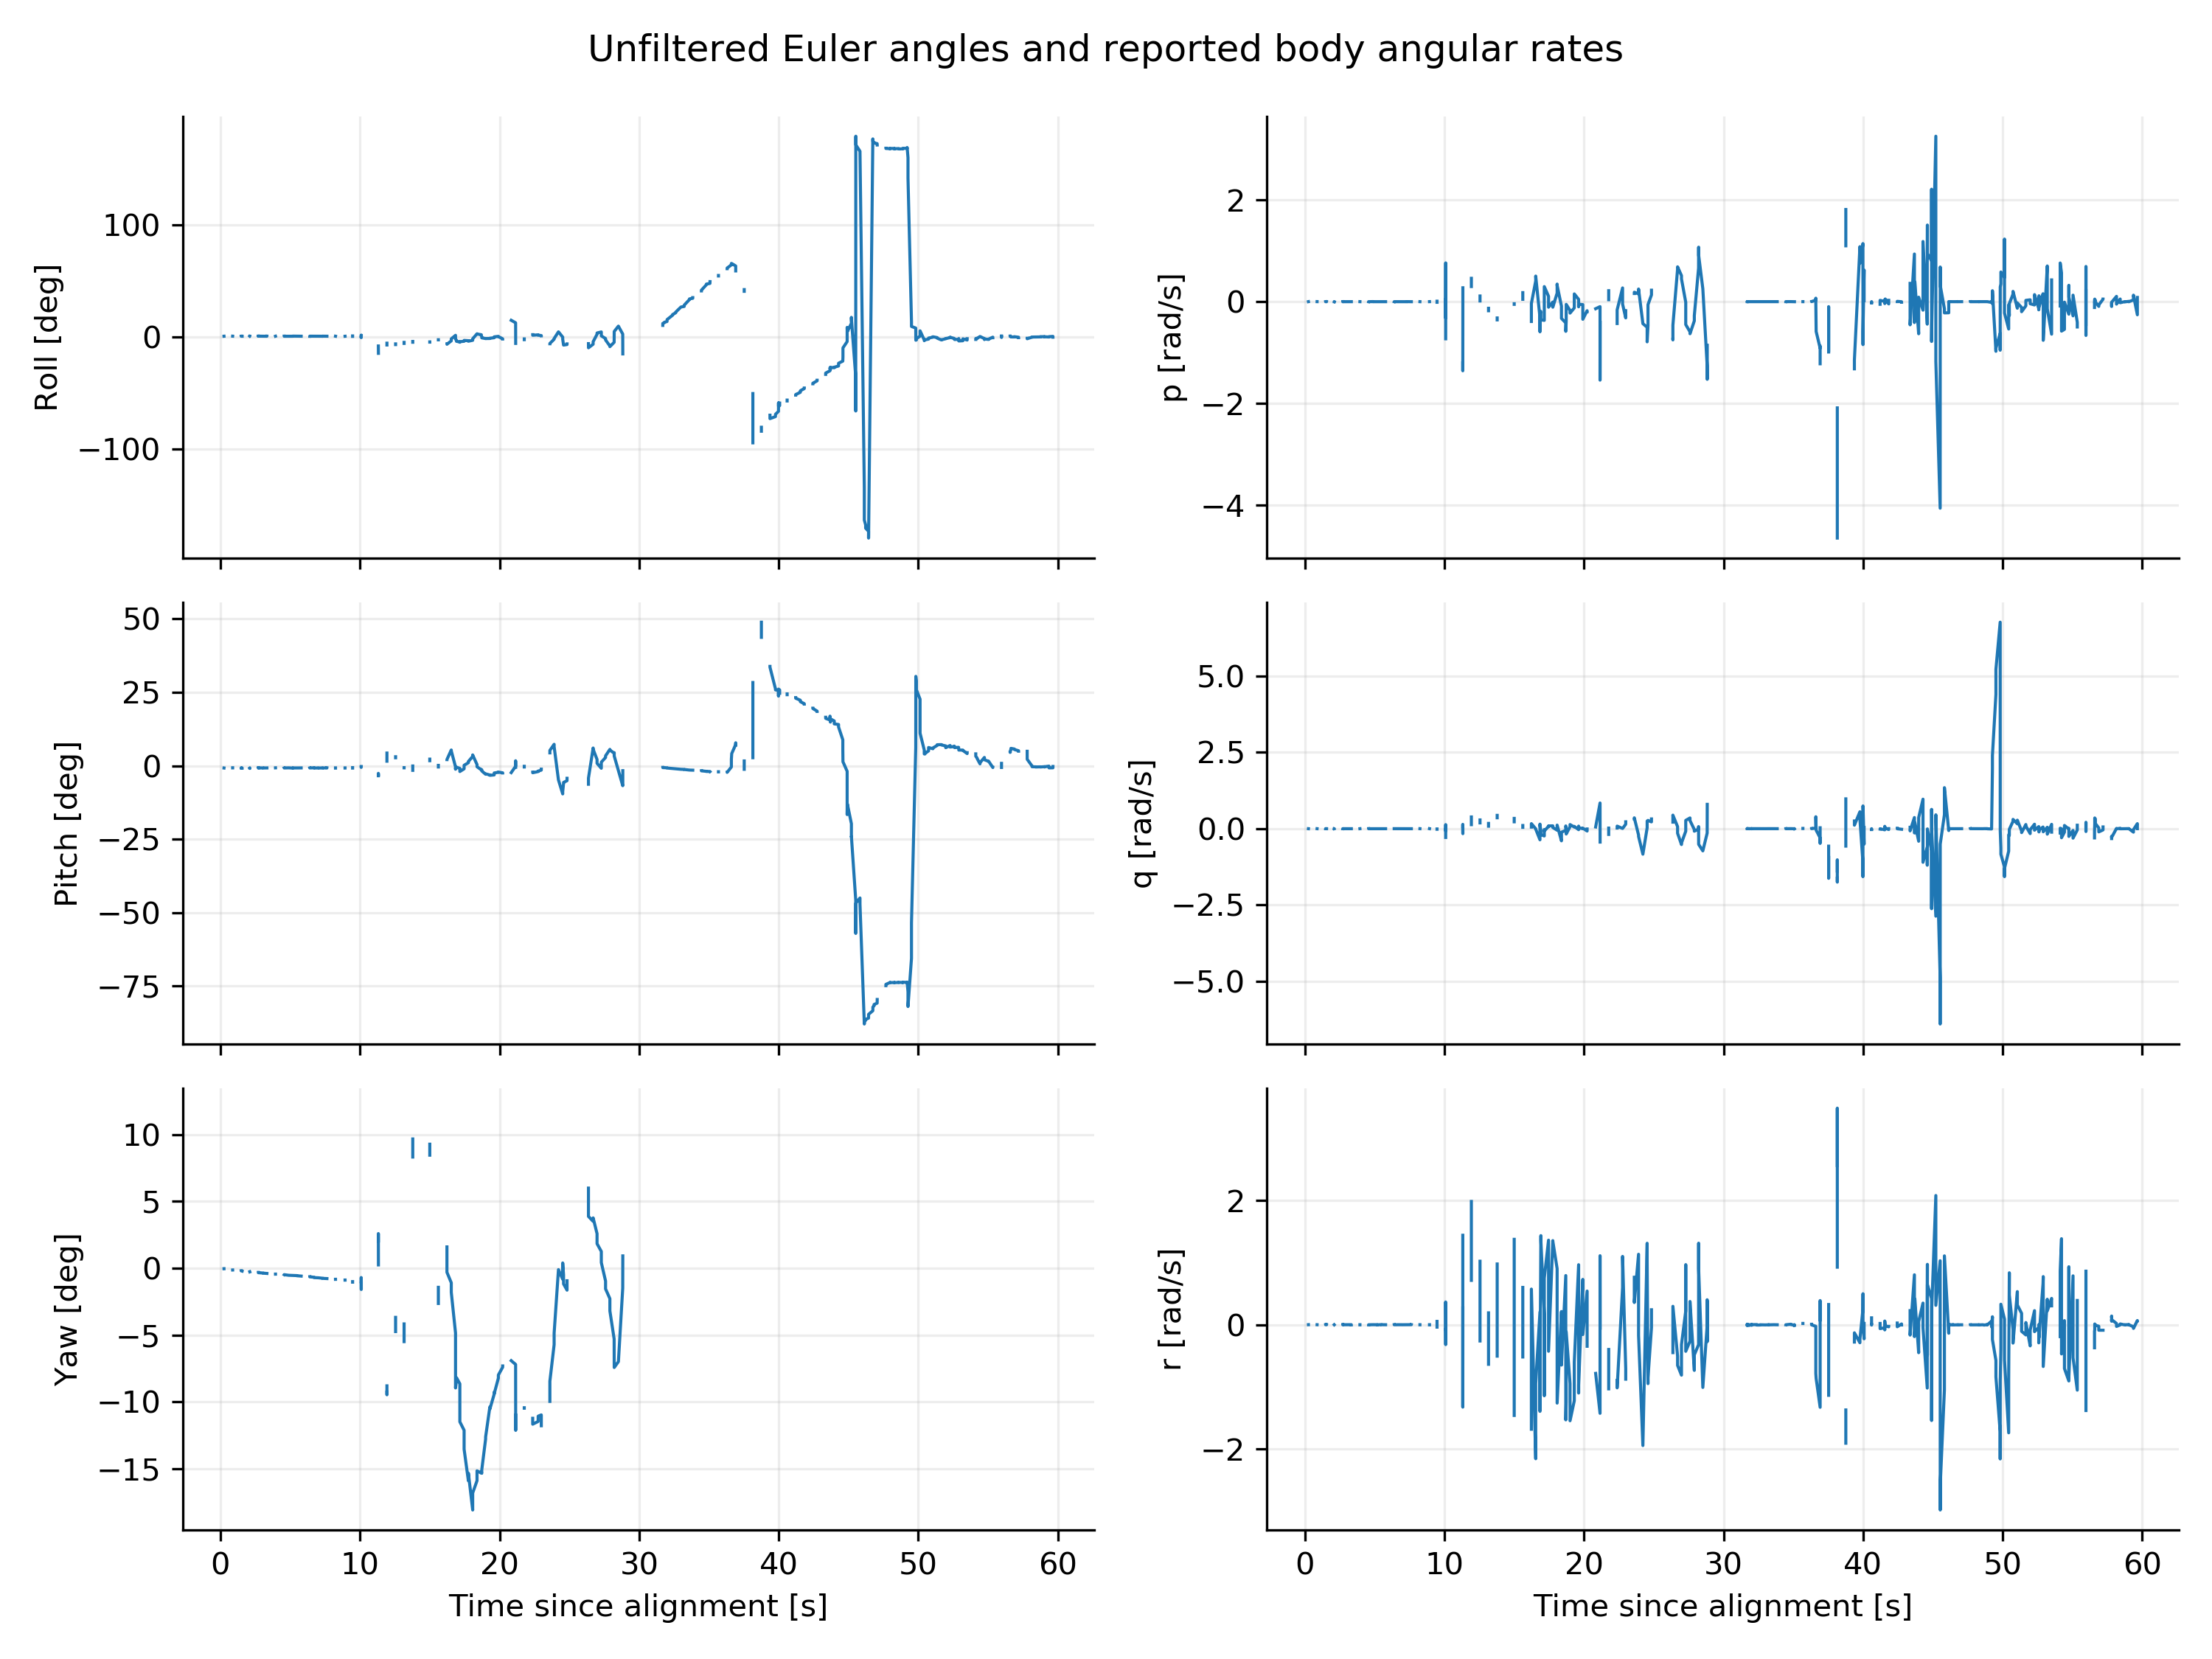 Unfiltered Euler angles and reported body angular rates
Roll [deg]
100
0
−100
p [rad/s]
2
0
−2
−4
Pitch [deg]
50
25
0
−25
−50
−75
q [rad/s]
5.0
2.5
0.0
−2.5
−5.0
Yaw [deg]
10
5
0
−5
−10
−15
0 10 20 30 40 50 60
Time since alignment [s]
r [rad/s]
2
0
−2
0 10 20 30 40 50 60
Time since alignment [s]